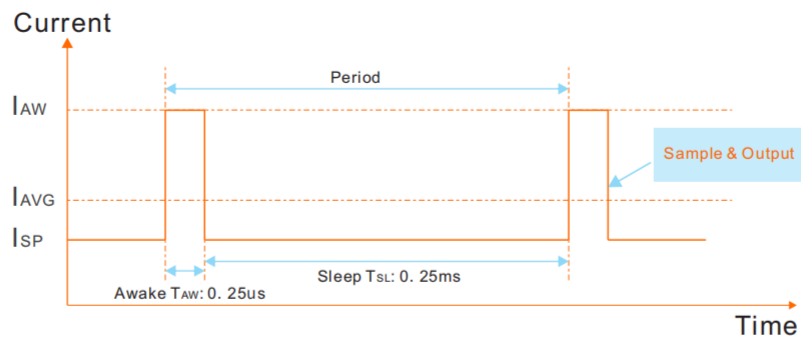 Current
Period
IAW
Sample & Output
IAVG
ISP
Sleep TSL: 0. 25ms
Awake TAW: 0. 25us
Time